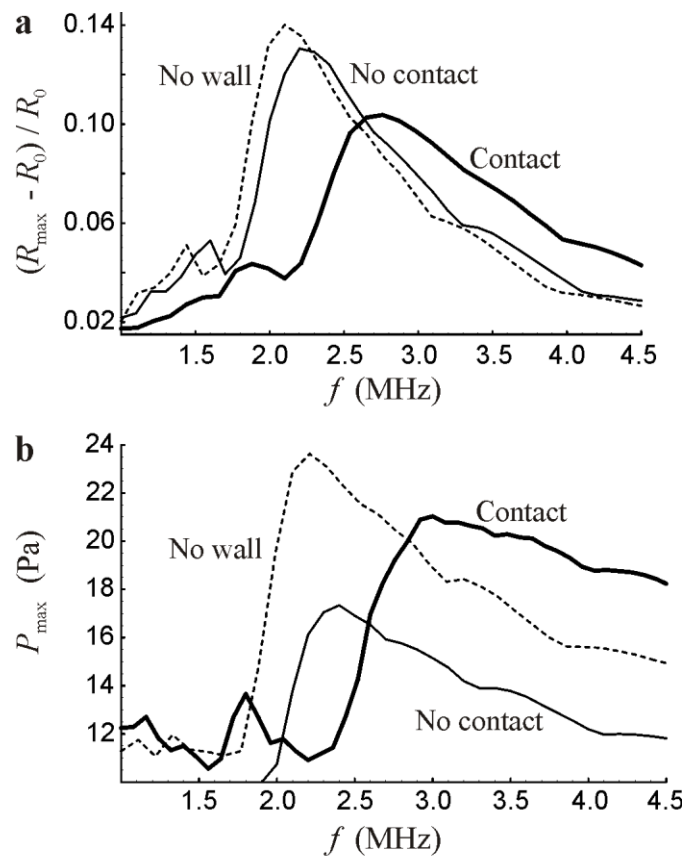 a
0.14
0.10
0.06
0.02
(Rmax - R0) / R0
No wall
No contact
Contact
1.5 2.0 2.5 3.0 3.5 4.0 4.5
f (MHz)
b
24
22
20
18
16
14
12
Pmax (Pa)
No wall
Contact
No contact
1.5 2.0 2.5 3.0 3.5 4.0 4.5
f (MHz)